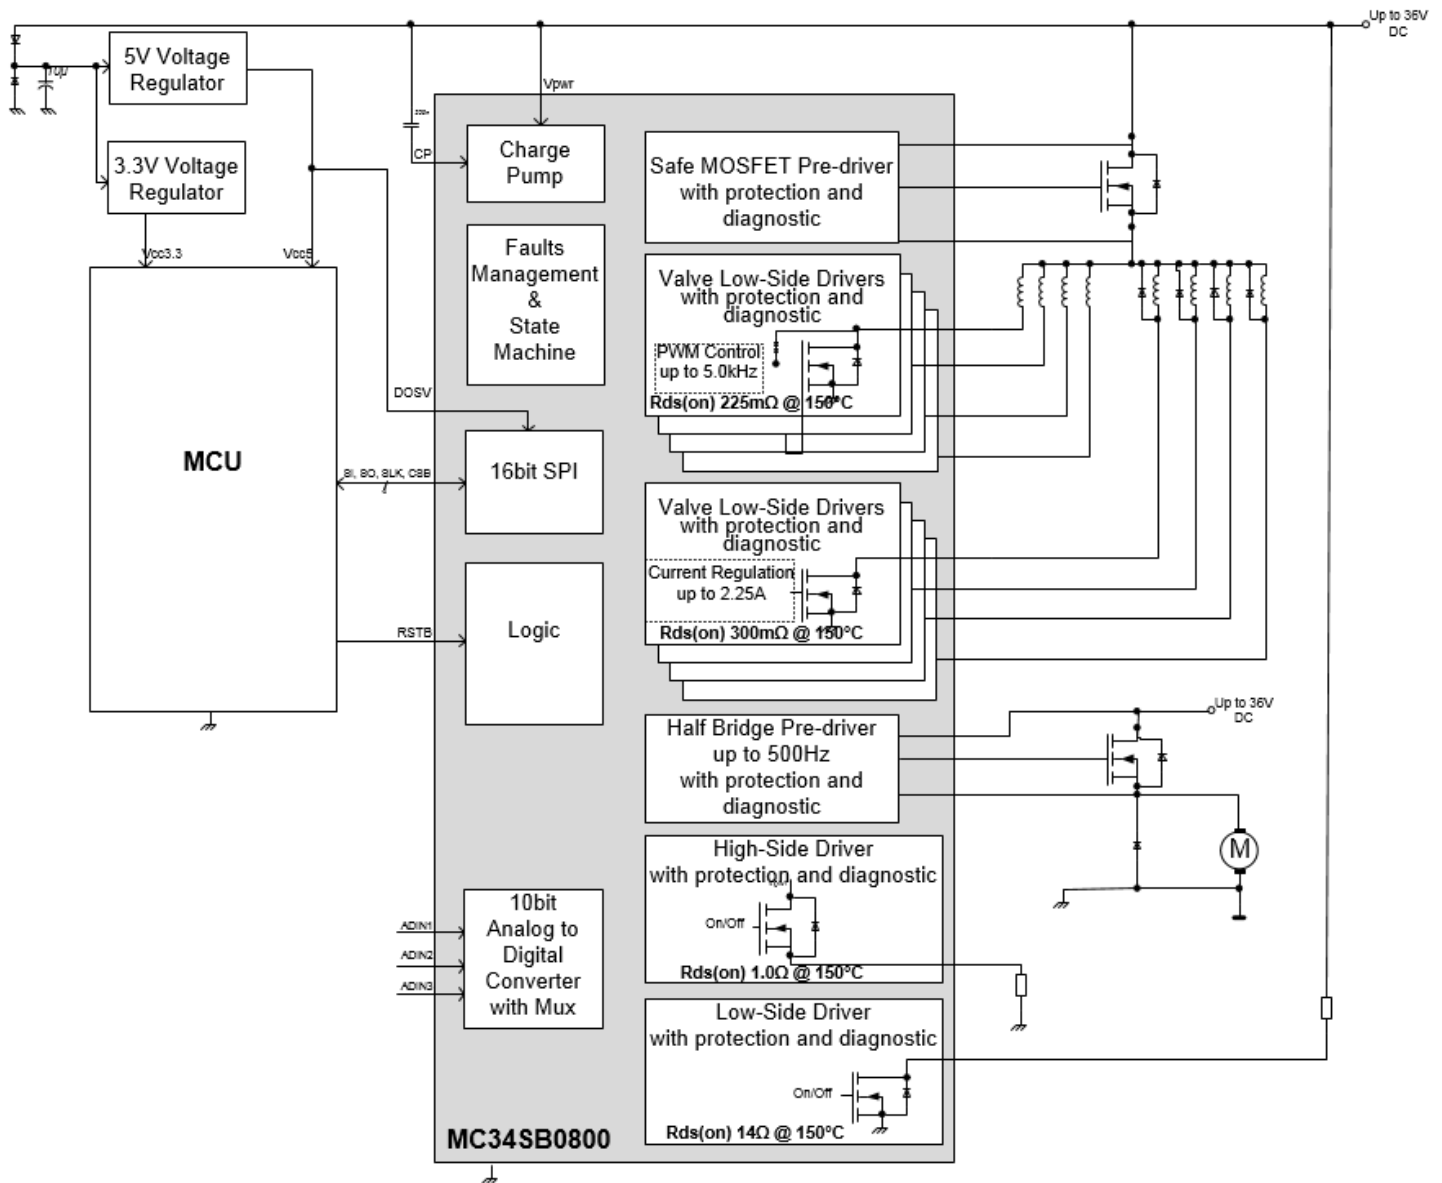 Up to 36V
DC
5V Voltage
Regulator
10µ
3.3V Voltage
Regulator
Vcc3.3
Vcc5
MCU
Vpwr
CP
Charge
Pump
Faults
Management
&
State
Machine
DOSV
16bit SPI
SI, SO, SLK, CSB
RSTB
Logic
ADIN1
ADIN2
ADIN3
10bit
Analog to
Digital
Converter
with Mux
MC34SB0800
Safe MOSFET Pre-driver
with protection and
diagnostic
Valve Low-Side Drivers
with protection and
diagnostic
PWM Control
up to 5.0kHz
Rds(on) 225mΩ @ 150°C
Valve Low-Side Drivers
with protection and
diagnostic
Current Regulation
up to 2.25A
Rds(on) 300mΩ @ 150°C
Half Bridge Pre-driver
up to 500Hz
with protection and
diagnostic
Up to 36V
DC
M
High-Side Driver
with protection and diagnostic
On/Off
Rds(on) 1.0Ω @ 150°C
Low-Side Driver
with protection and diagnostic
On/Off
Rds(on) 14Ω @ 150°C